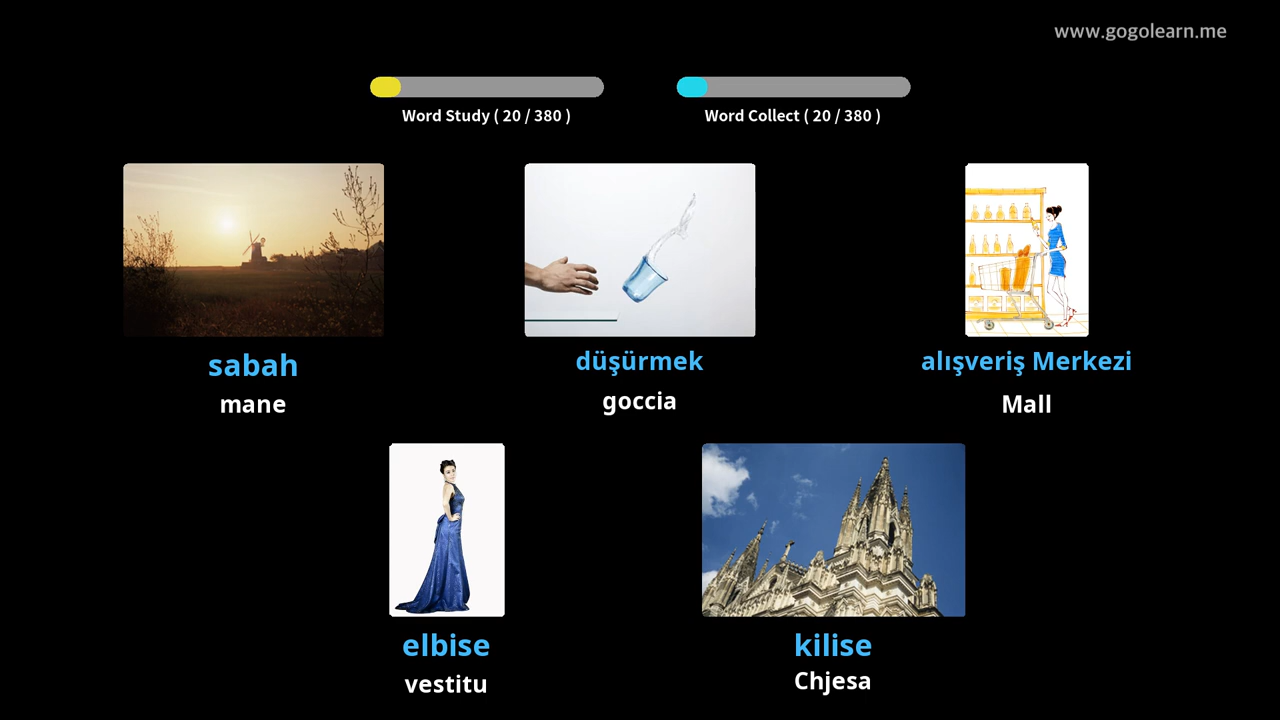 www.gogolearn.me
Word Study ( 20 / 380 )
Word Collect ( 20 / 380 )
sabah
mane
düşürmek
goccia
alışveriş Merkezi
Mall
elbise
vestitu
kilise
Chjesa